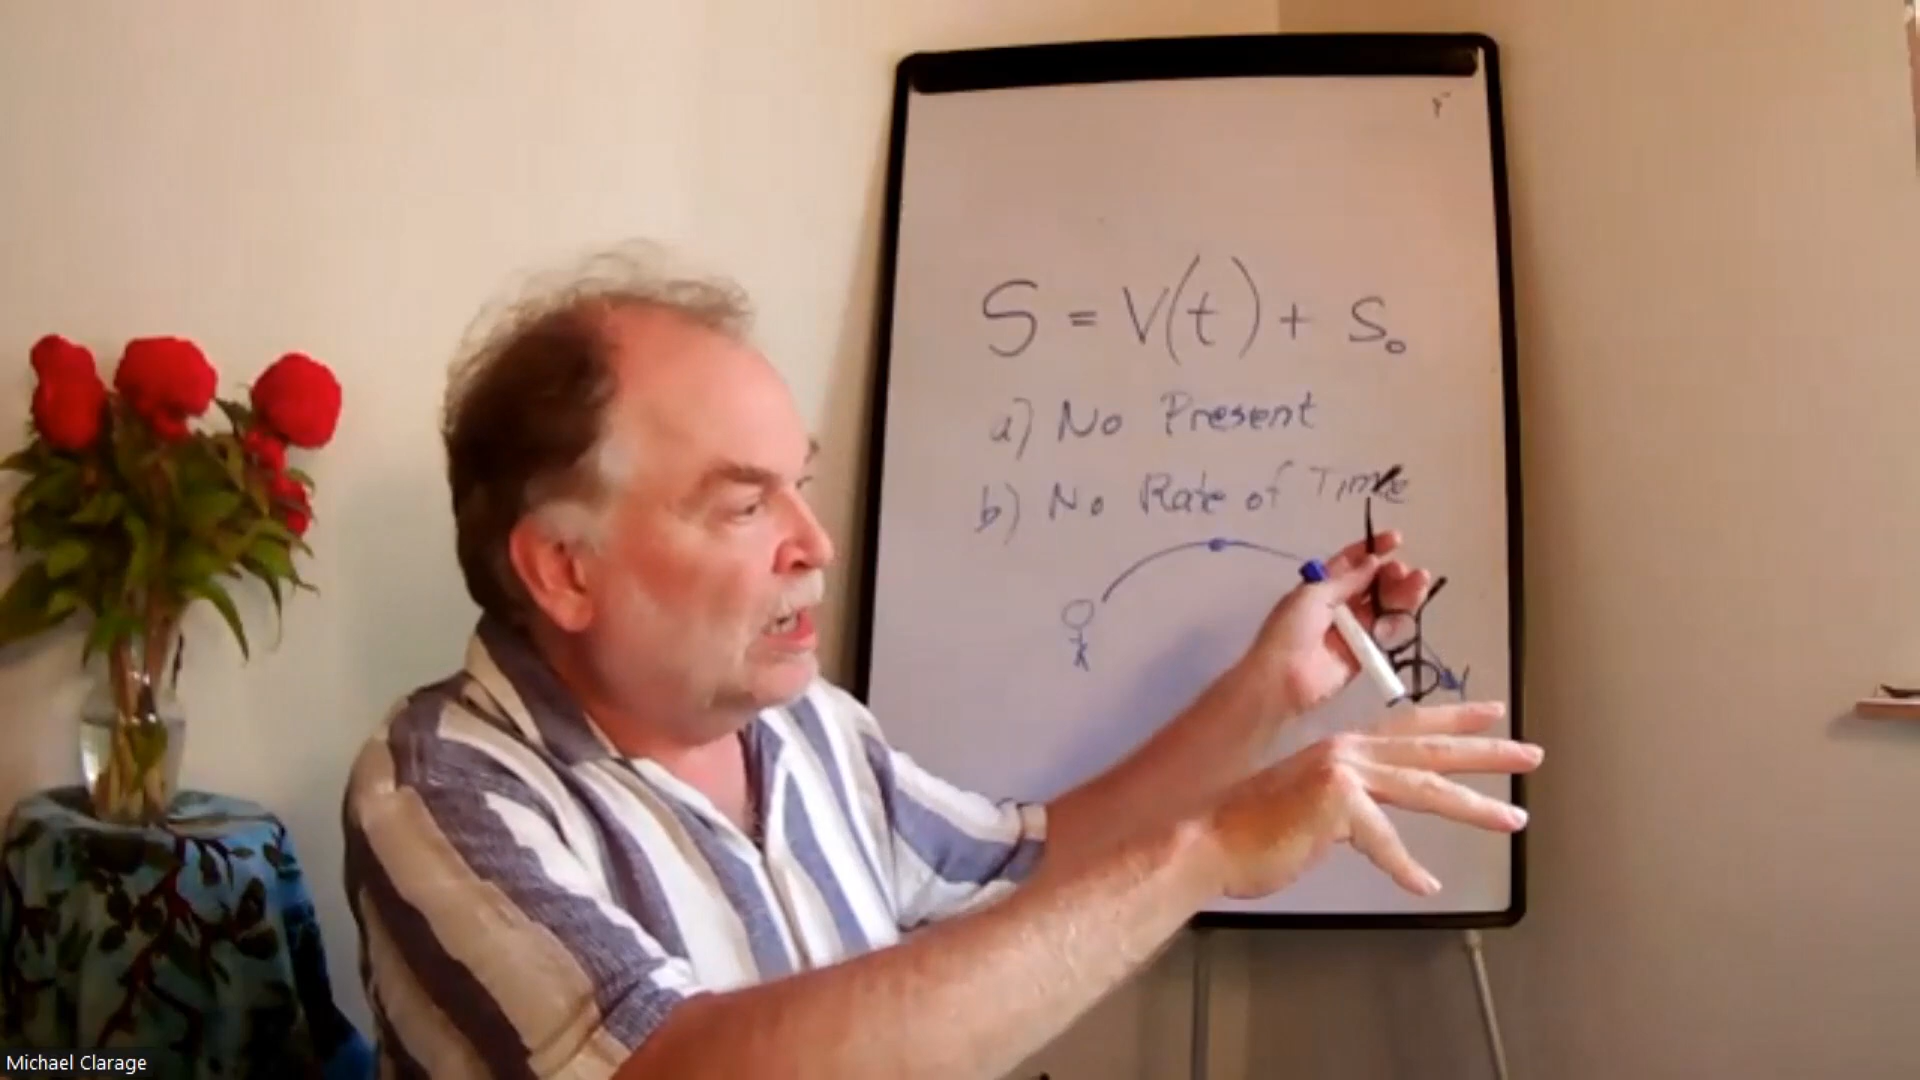 S = V(t) + S₀
a) No Present
b) No Rate of Time
Michael Clarage